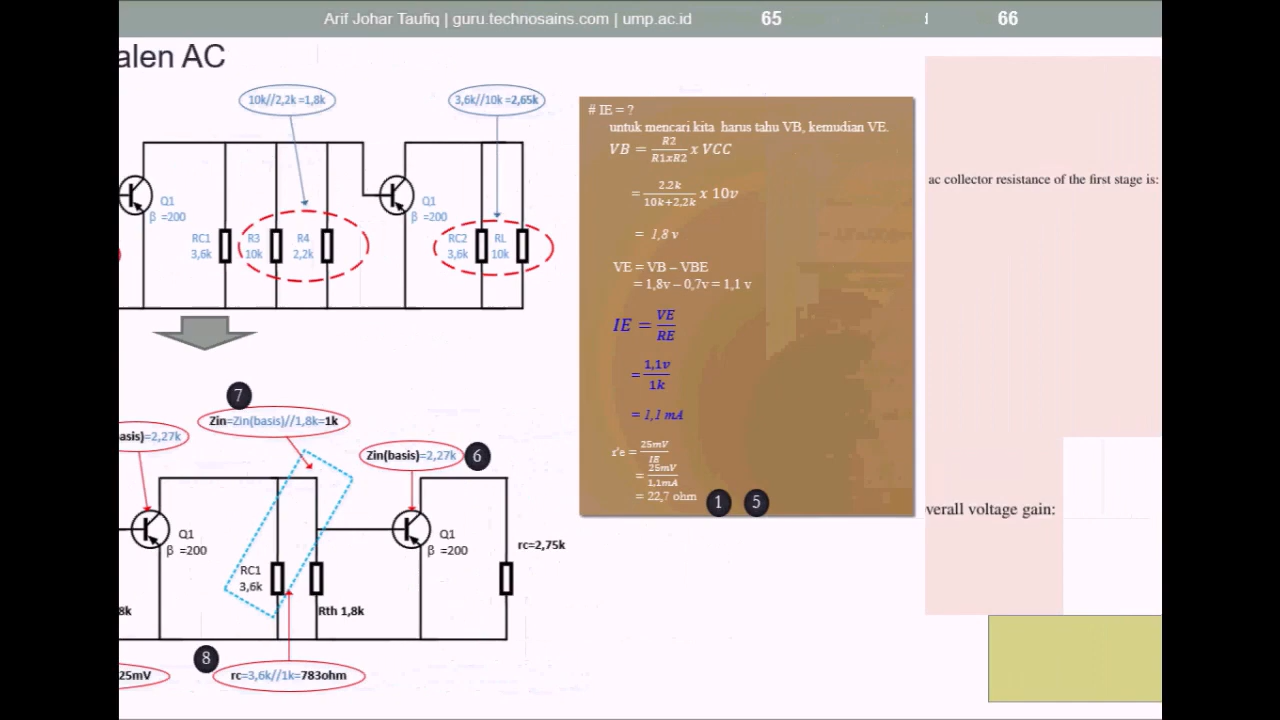 Arif Johar Taufiq | guru.technosains.com | ump.ac.id
65
66
alen AC
10k//2,2k =1,8k
3,6k//10k =2,65k
Q1
β =200
RC1
3,6k
R3
10k
R4
2,2k
Q1
β =200
RC2
3,6k
RL
10k
# IE = ?
untuk mencari kita harus tahu VB, kemudian VE.
VB = R2/R1xR2 x VCC
= 2.2k/10k+2,2k x 10v
= 1,8 v
VE = VB – VBE
= 1,8v – 0,7v = 1,1 v
IE = VE/RE
= 1,1v/1k
= 1,1 mA
r'e = 25mV/IE
= 25mV/1,1mA
= 22,7 ohm
1
5
ac collector resistance of the first stage is:
verall voltage gain:
7
Zin=Zin(basis)//1,8k=1k
asis)=2,27k
Zin(basis)=2,27k
6
Q1
β =200
RC1
3,6k
Rth 1,8k
Q1
β =200
rc=2,75k
8k
8
25mV
rc=3,6k//1k=783ohm